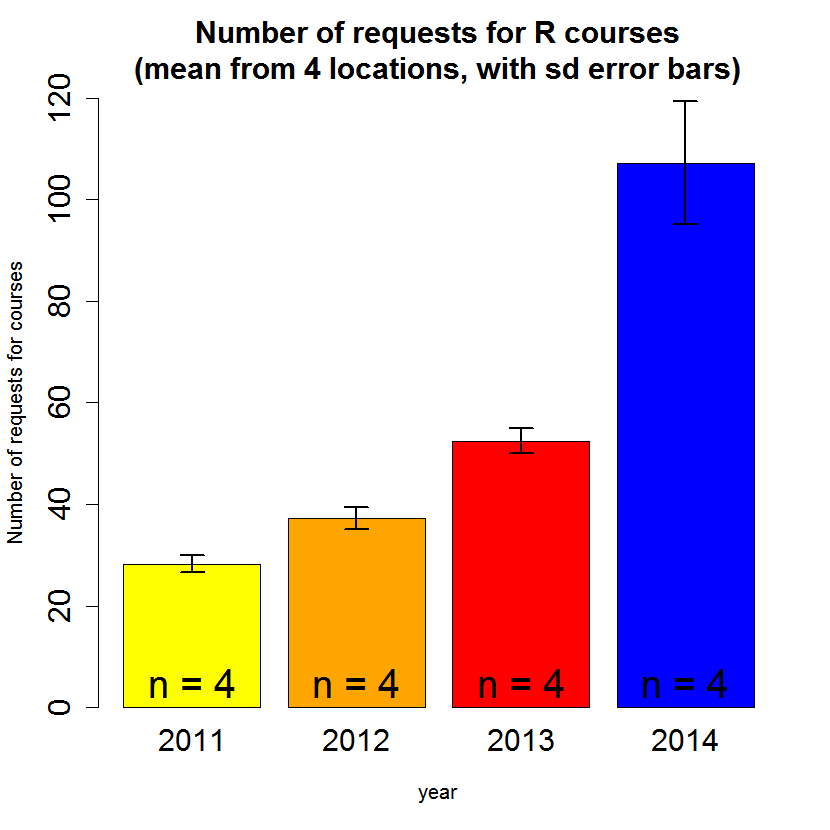 Number of requests for R courses
(mean from 4 locations, with sd error bars)
Number of requests for courses
120
100
80
60
40
20
0
n = 4
n = 4
n = 4
n = 4
2011
2012
2013
2014
year